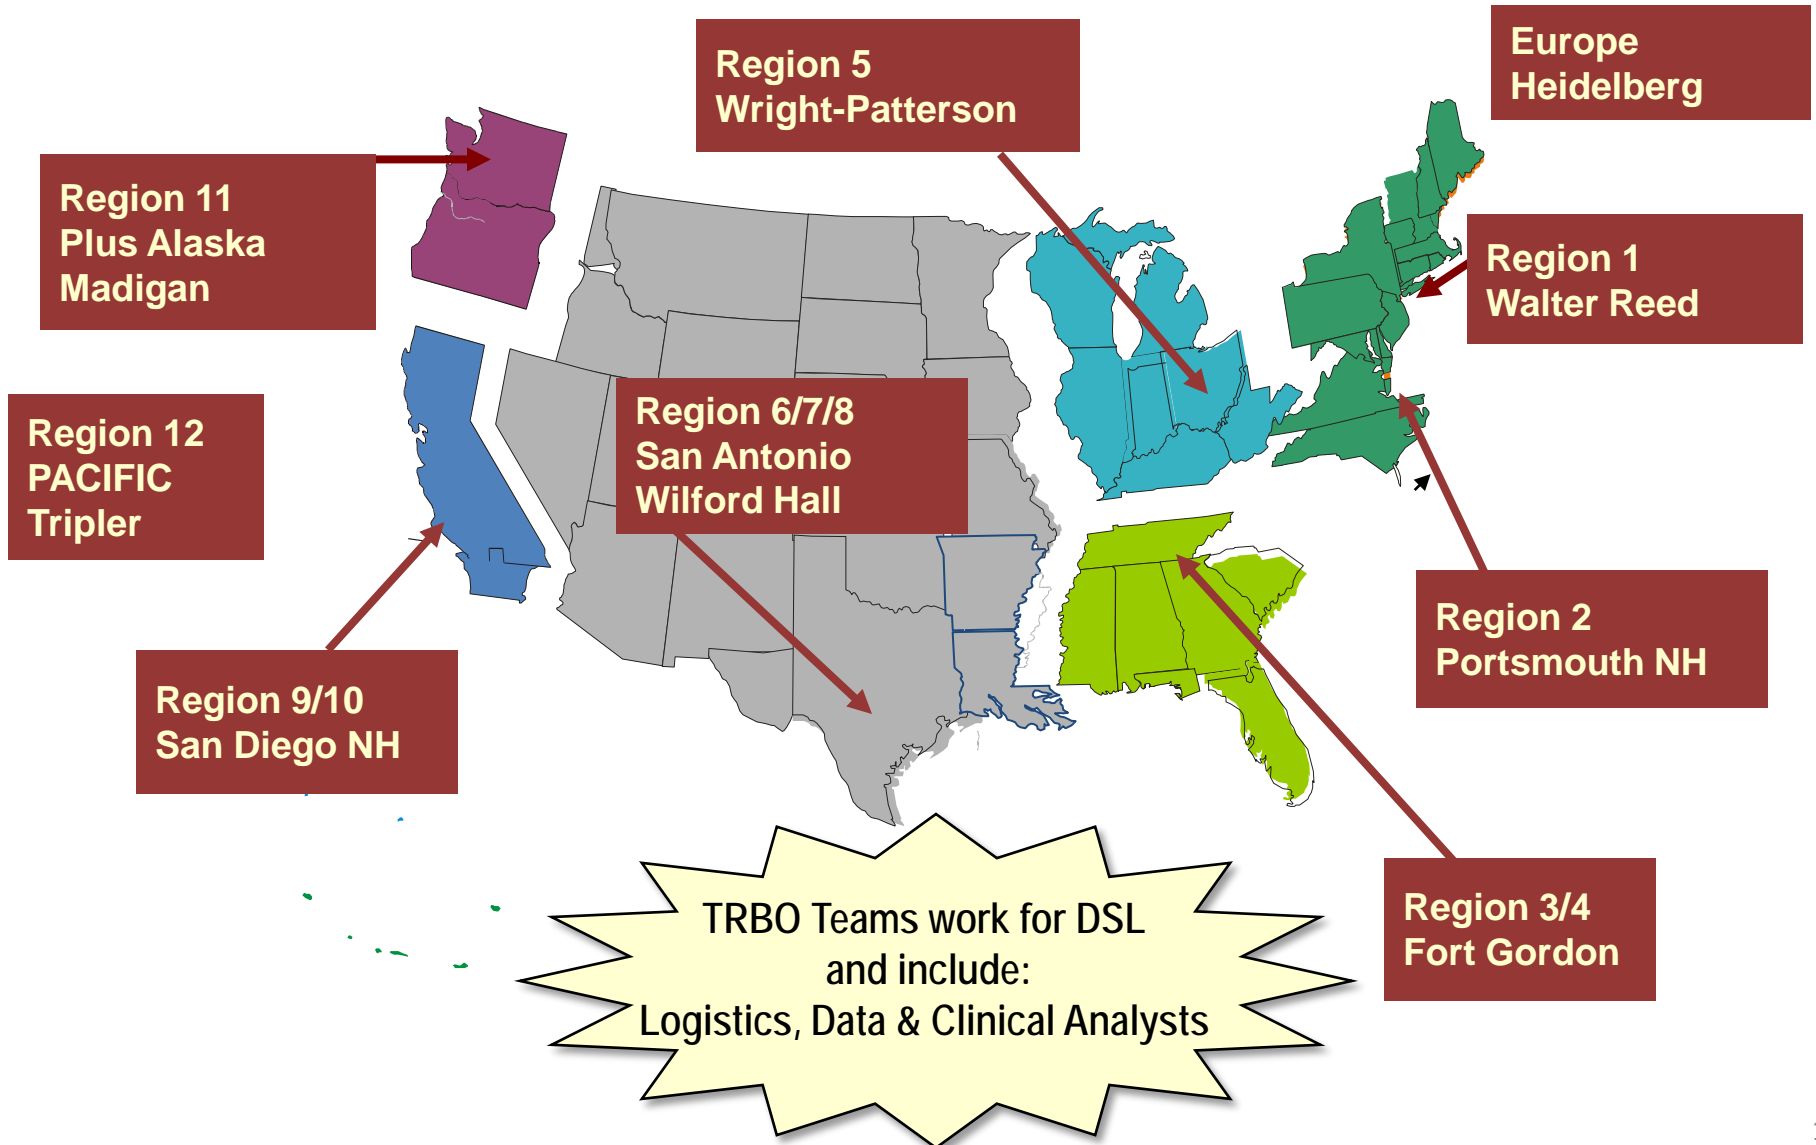 Region 5
Wright-Patterson
Europe
Heidelberg
Region 11
Plus Alaska
Madigan
Region 1
Walter Reed
Region 12
PACIFIC
Tripler
Region 6/7/8
San Antonio
Wilford Hall
Region 2
Portsmouth NH
Region 9/10
San Diego NH
Region 3/4
Fort Gordon
TRBO Teams work for DSL
and include:
Logistics, Data & Clinical Analysts